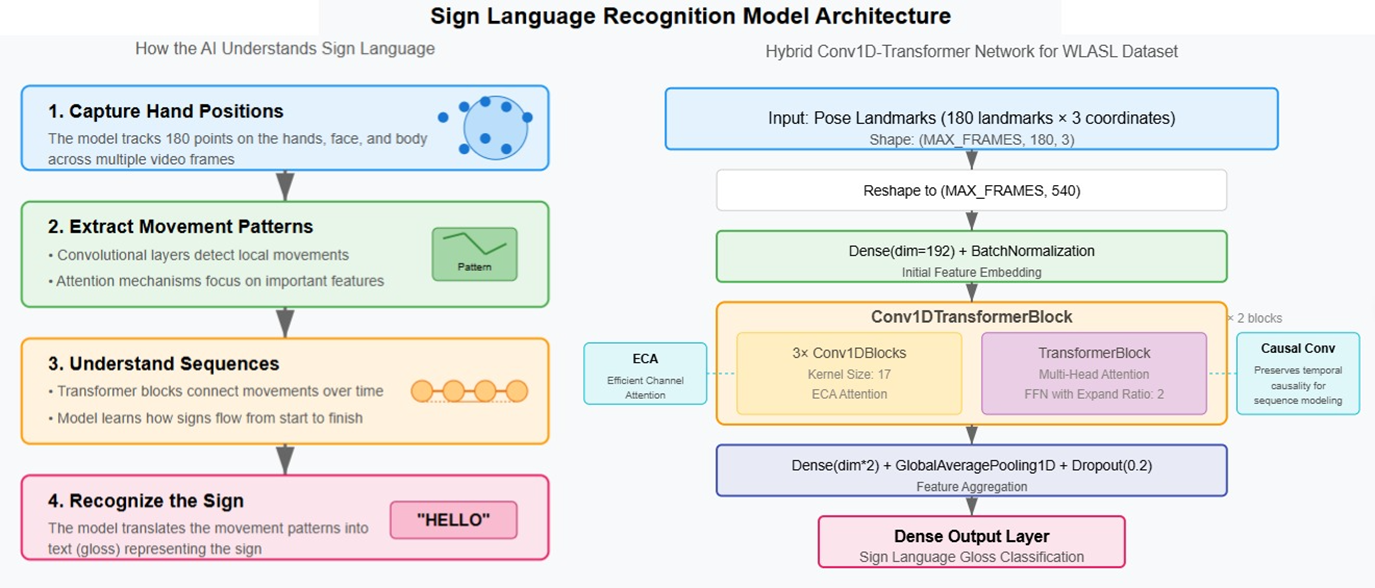 Sign Language Recognition Model Architecture
How the AI Understands Sign Language
1. Capture Hand Positions
The model tracks 180 points on the hands, face, and body
across multiple video frames
2. Extract Movement Patterns
• Convolutional layers detect local movements
• Attention mechanisms focus on important features
Pattern
3. Understand Sequences
• Transformer blocks connect movements over time
• Model learns how signs flow from start to finish
4. Recognize the Sign
The model translates the movement patterns into
text (gloss) representing the sign
"HELLO"
Hybrid Conv1D-Transformer Network for WLASL Dataset
Input: Pose Landmarks (180 landmarks × 3 coordinates)
Shape: (MAX_FRAMES, 180, 3)
Reshape to (MAX_FRAMES, 540)
Dense(dim=192) + BatchNormalization
Initial Feature Embedding
Conv1DTransformerBlock
× 2 blocks
ECA
Efficient Channel
Attention
3× Conv1DBlocks
Kernel Size: 17
ECA Attention
TransformerBlock
Multi-Head Attention
FFN with Expand Ratio: 2
Causal Conv
Preserves temporal
causality for
sequence modeling
Dense(dim*2) + GlobalAveragePooling1D + Dropout(0.2)
Feature Aggregation
Dense Output Layer
Sign Language Gloss Classification